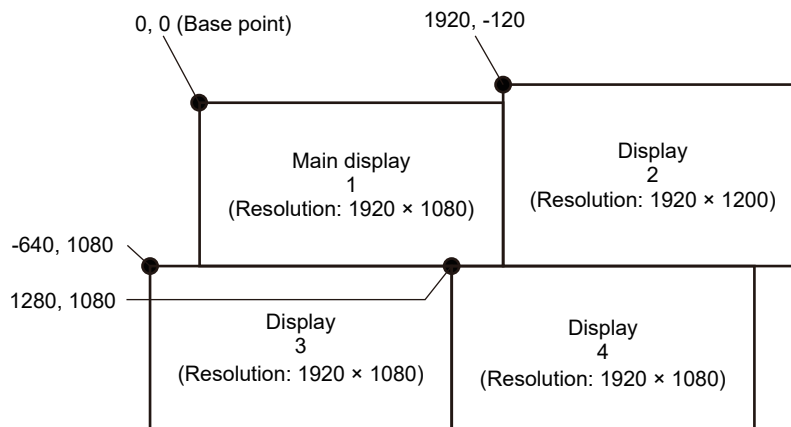 0, 0 (Base point)
1920, -120
Main display
1
(Resolution: 1920 × 1080)
Display
2
(Resolution: 1920 × 1200)
-640, 1080
1280, 1080
Display
3
(Resolution: 1920 × 1080)
Display
4
(Resolution: 1920 × 1080)